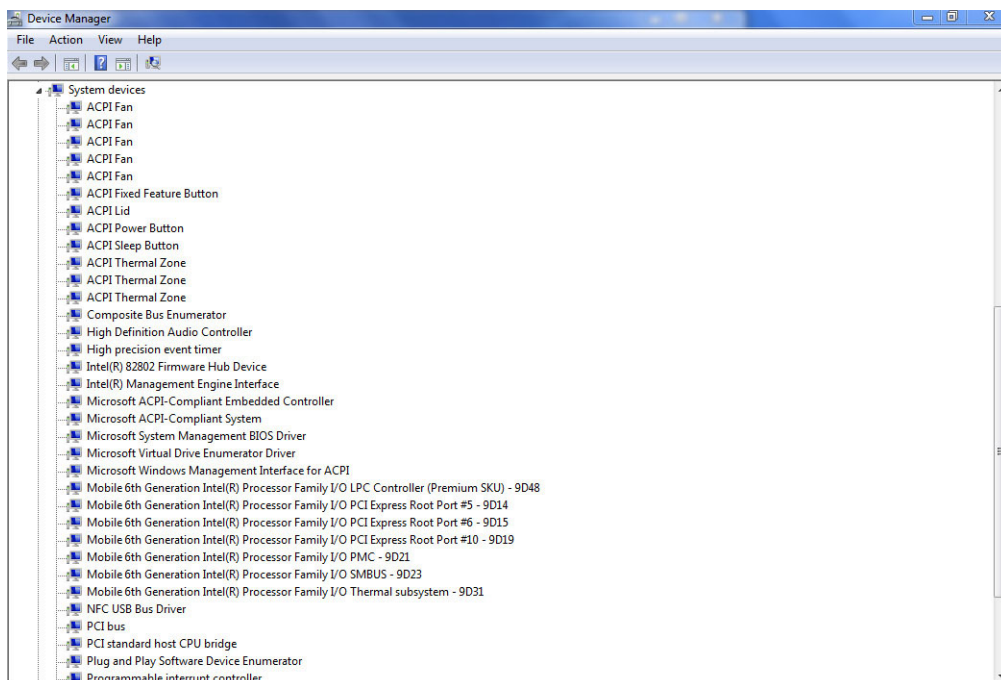 Device Manager
File Action View Help
System devices
ACPI Fan
ACPI Fan
ACPI Fan
ACPI Fan
ACPI Fan
ACPI Fixed Feature Button
ACPI Lid
ACPI Power Button
ACPI Sleep Button
ACPI Thermal Zone
ACPI Thermal Zone
ACPI Thermal Zone
Composite Bus Enumerator
High Definition Audio Controller
High precision event timer
Intel(R) 82802 Firmware Hub Device
Intel(R) Management Engine Interface
Microsoft ACPI-Compliant Embedded Controller
Microsoft ACPI-Compliant System
Microsoft System Management BIOS Driver
Microsoft Virtual Drive Enumerator Driver
Microsoft Windows Management Interface for ACPI
Mobile 6th Generation Intel(R) Processor Family I/O LPC Controller (Premium SKU) - 9D48
Mobile 6th Generation Intel(R) Processor Family I/O PCI Express Root Port #5 - 9D14
Mobile 6th Generation Intel(R) Processor Family I/O PCI Express Root Port #6 - 9D15
Mobile 6th Generation Intel(R) Processor Family I/O PCI Express Root Port #10 - 9D19
Mobile 6th Generation Intel(R) Processor Family I/O PMC - 9D21
Mobile 6th Generation Intel(R) Processor Family I/O SMBUS - 9D23
Mobile 6th Generation Intel(R) Processor Family I/O Thermal subsystem - 9D31
NFC USB Bus Driver
PCI bus
PCI standard host CPU bridge
Plug and Play Software Device Enumerator
Programmable interrupt controller